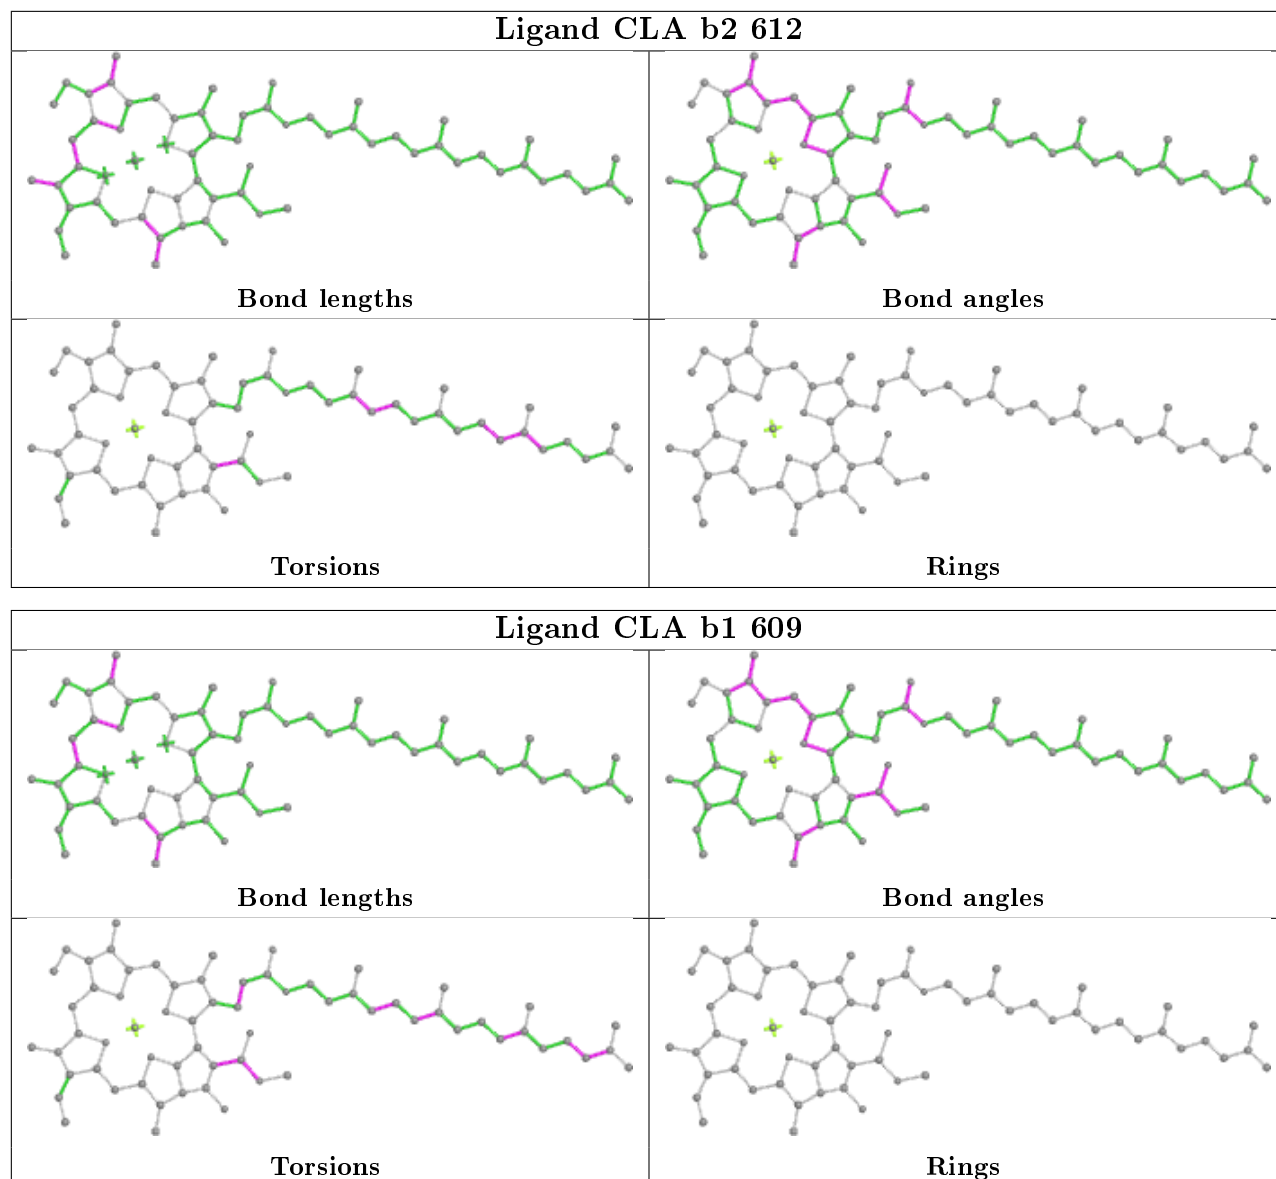 Ligand CLA b2 612
Bond lengths
Bond angles
Torsions
Rings
Ligand CLA b1 609
Bond lengths
Bond angles
Torsions
Rings